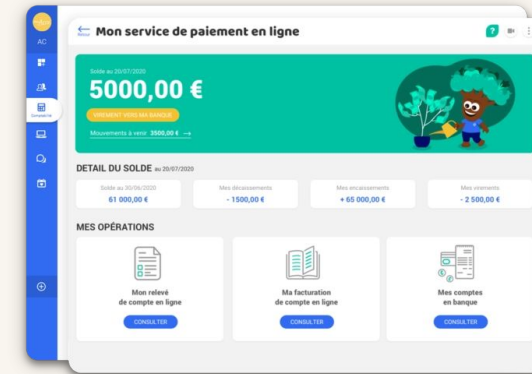 Mon service de paiement en ligne
?
AC
Retour
Comptabilité
Solde au 20/07/2020
5000,00 €
VIREMENT VERS MA BANQUE
Mouvements à venir 3500,00 € →
DETAIL DU SOLDE au 20/07/2020
Solde au 30/06/2020
61 000,00 €
Mes décaissements
- 1500,00 €
Mes encaissements
+ 65 000,00 €
Mes virements
- 2 500,00 €
MES OPÉRATIONS
Mon relevé
de compte en ligne
CONSULTER
Ma facturation
de compte en ligne
CONSULTER
Mes comptes
en banque
CONSULTER